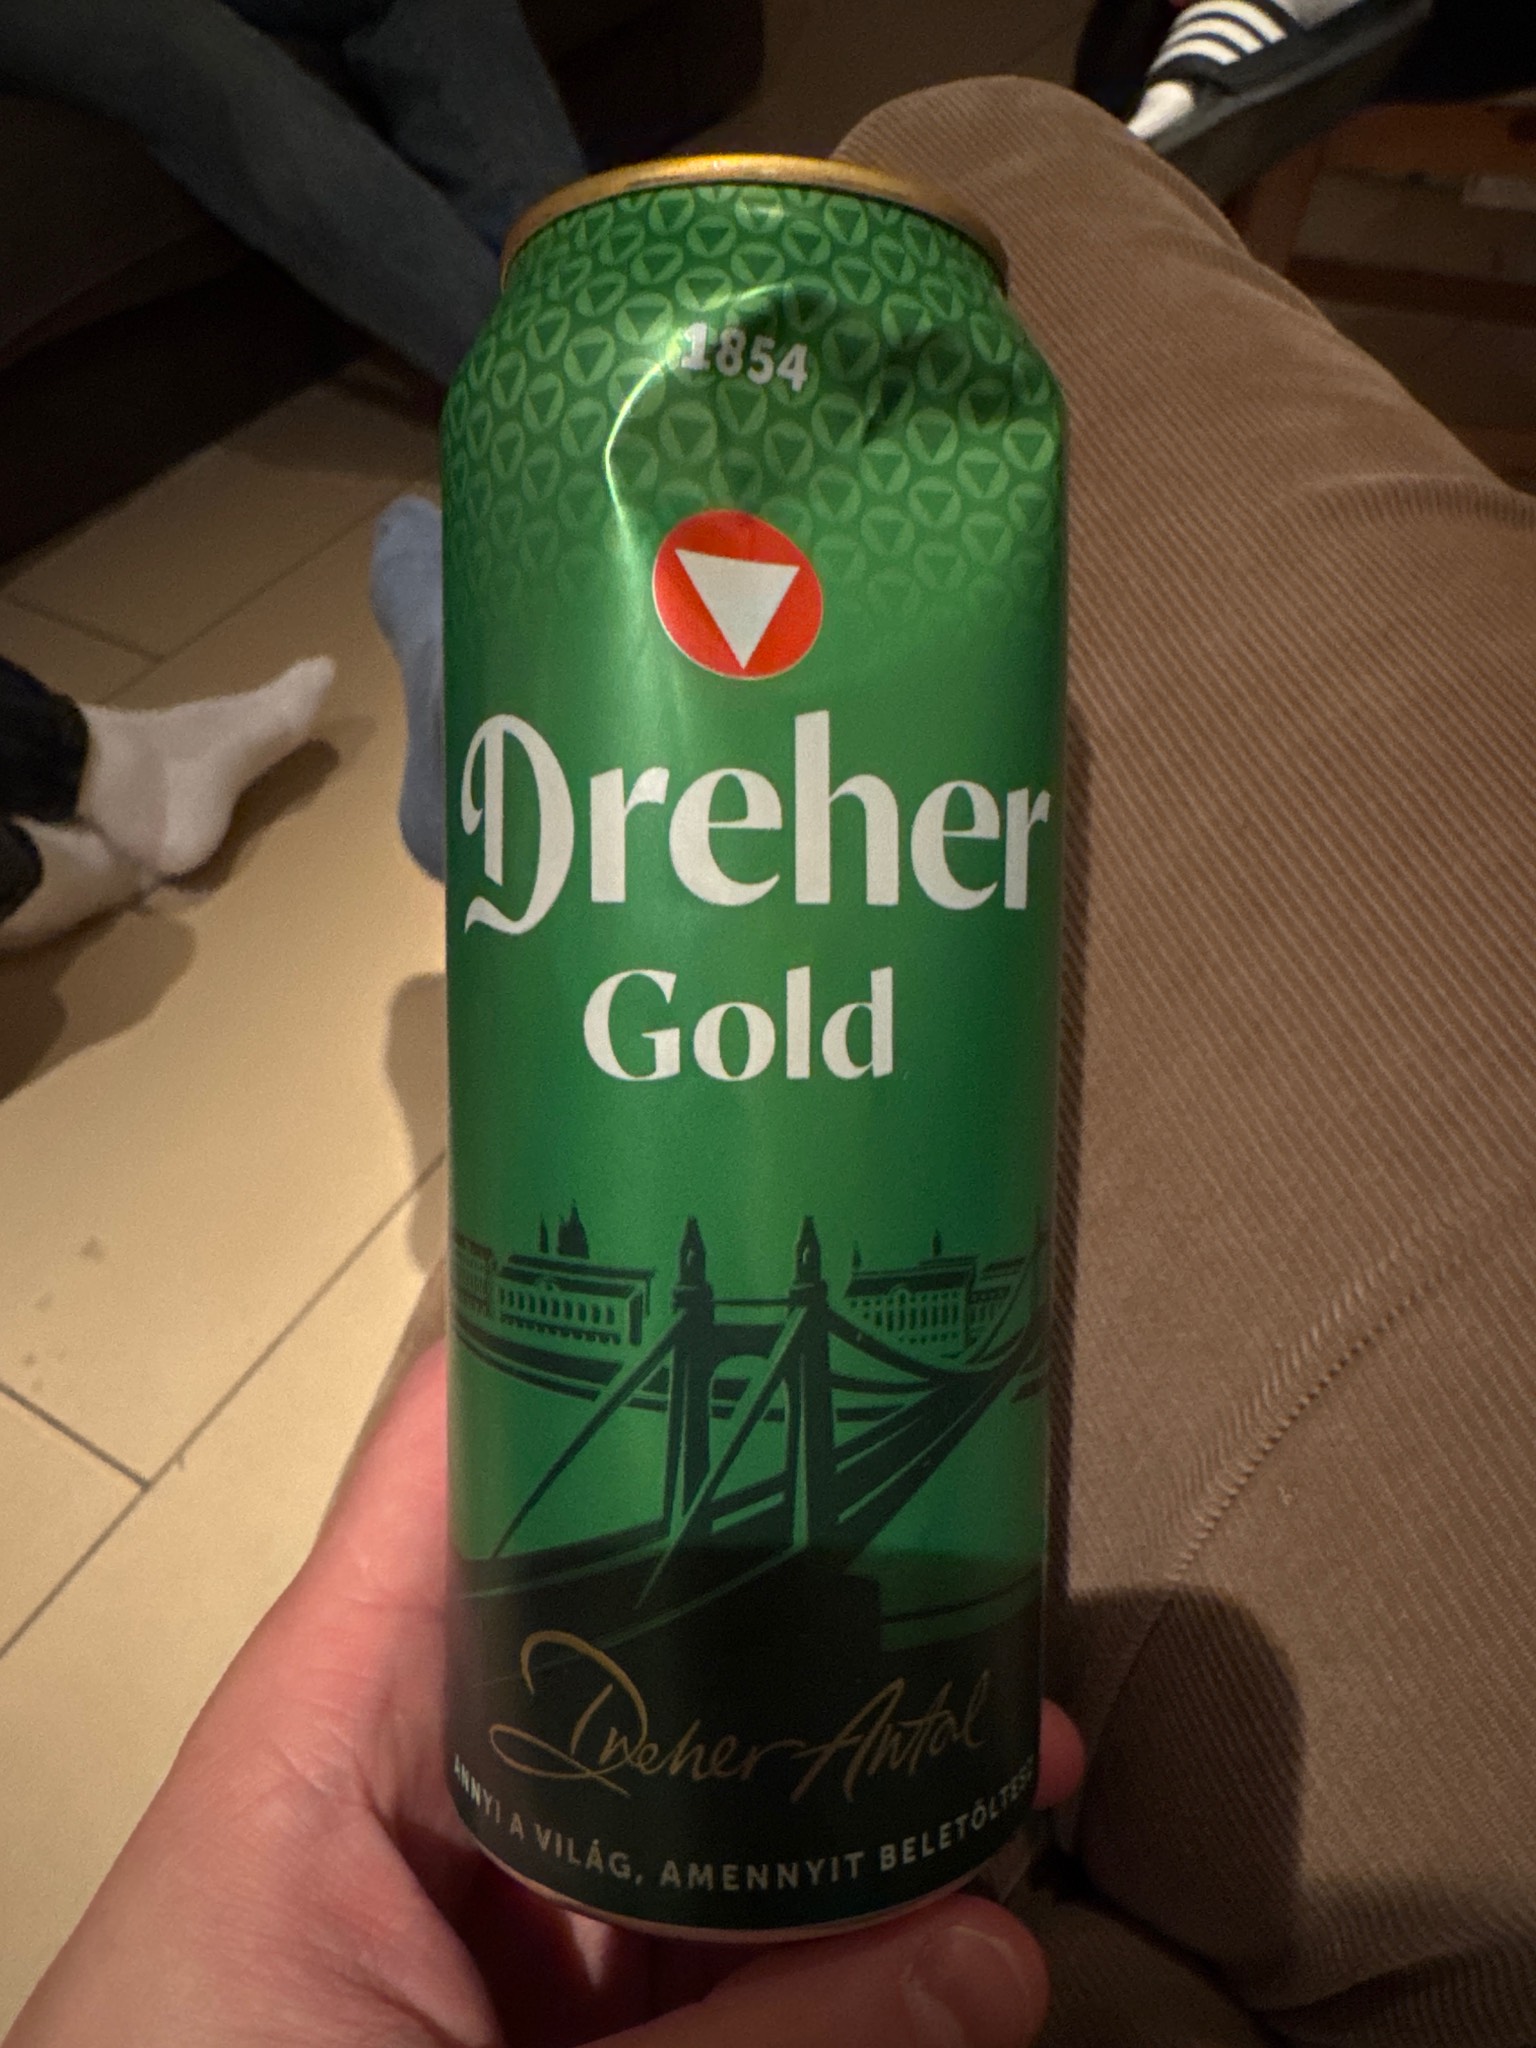 1854
Dreher
Gold
Dreher Antal
ANNYI A VILÁG, AMENNYIT BELETÖLTESZ